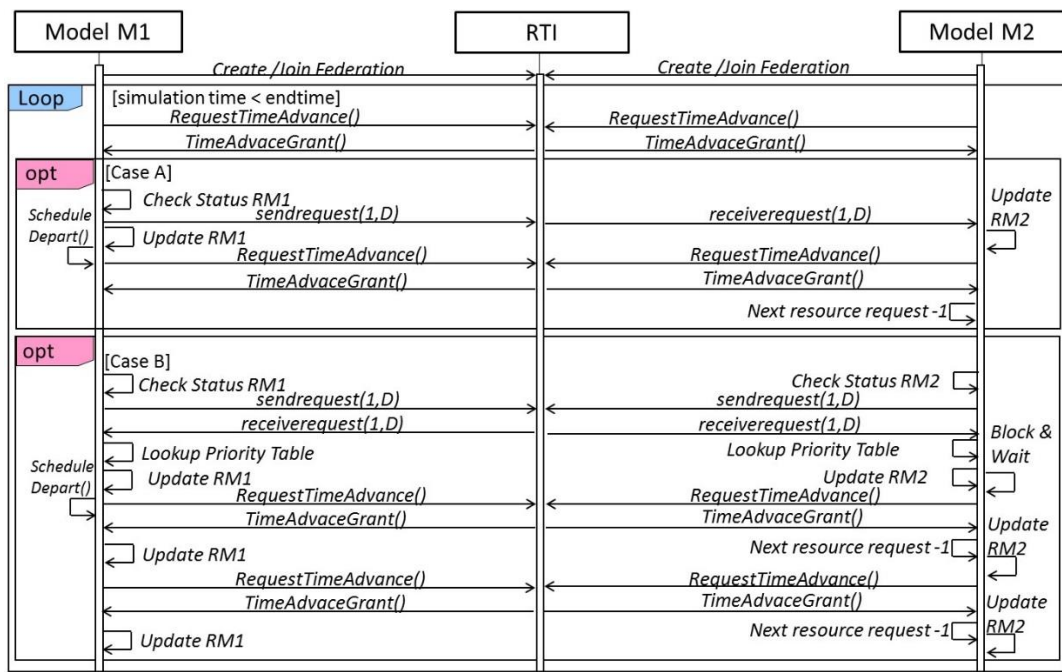 Model M1
RTI
Model M2
Create /Join Federation
Create /Join Federation
Loop
[simulation time < endtime]
RequestTimeAdvance()
RequestTimeAdvance()
TimeAdvaceGrant()
TimeAdvaceGrant()
opt
[Case A]
Check Status RM1
Schedule
Depart()
sendrequest(1,D)
receiverequest(1,D)
Update
RM2
Update RM1
RequestTimeAdvance()
RequestTimeAdvance()
TimeAdvaceGrant()
TimeAdvaceGrant()
Next resource request -1
opt
[Case B]
Check Status RM1
Check Status RM2
sendrequest(1,D)
sendrequest(1,D)
receiverequest(1,D)
receiverequest(1,D)
Block &
Wait
Lookup Priority Table
Lookup Priority Table
Schedule
Depart()
Update RM1
Update RM2
RequestTimeAdvance()
RequestTimeAdvance()
TimeAdvaceGrant()
TimeAdvaceGrant()
Update
RM2
Update RM1
Next resource request -1
RequestTimeAdvance()
RequestTimeAdvance()
TimeAdvaceGrant()
TimeAdvaceGrant()
Update
RM2
Update RM1
Next resource request -1